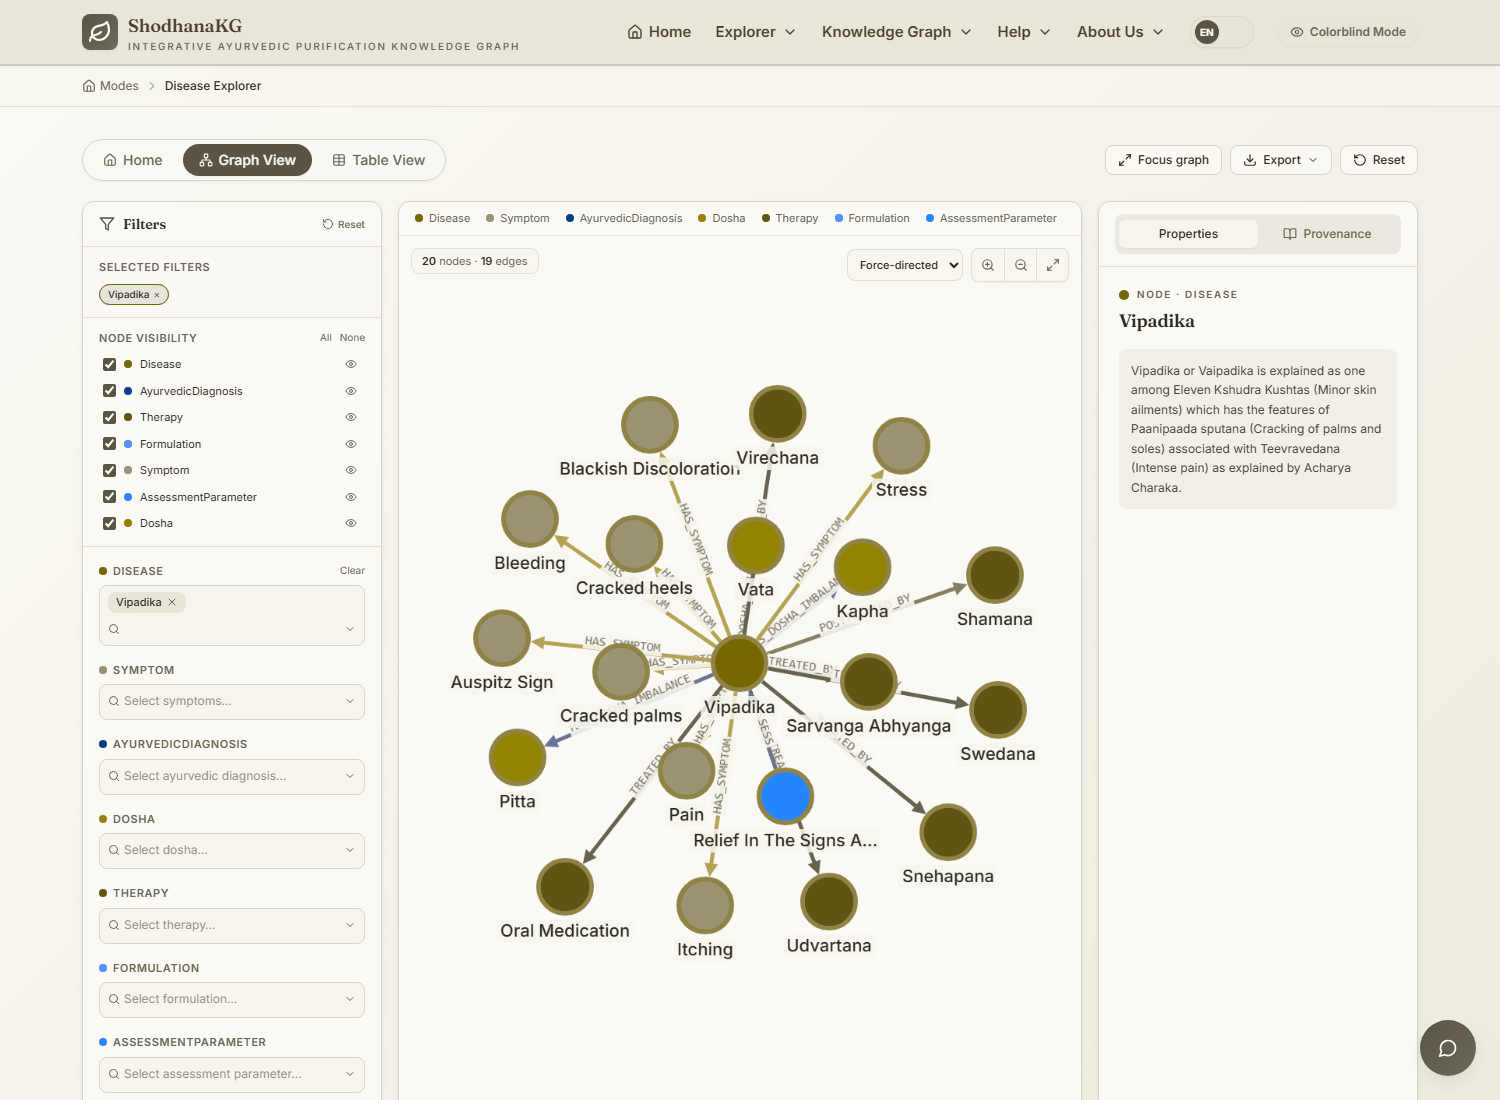 ShodhanaKG
INTEGRATIVE AYURVEDIC PURIFICATION KNOWLEDGE GRAPH
Home
Explorer
Knowledge Graph
Help
About Us
EN
Colorblind Mode
Modes
Disease Explorer
Home
Graph View
Table View
Focus graph
Export
Reset
Filters
Reset
SELECTED FILTERS
Vipadika ×
NODE VISIBILITY
All None
Disease
AyurvedicDiagnosis
Therapy
Formulation
Symptom
AssessmentParameter
Dosha
DISEASE
Clear
Vipadika
SYMPTOM
Select symptoms...
AYURVEDICDIAGNOSIS
Select ayurvedic diagnosis...
DOSHA
Select dosha...
THERAPY
Select therapy...
FORMULATION
Select formulation...
ASSESSMENTPARAMETER
Select assessment parameter...
Disease Symptom AyurvedicDiagnosis Dosha Therapy Formulation AssessmentParameter
20 nodes · 19 edges
Force-directed
Blackish Discoloration
Virechana
Stress
Bleeding
Cracked heels
Vata
Kapha
Shamana
Auspitz Sign
Cracked palms
Vipadika
Sarvanga Abhyanga
Swedana
Pitta
Pain
Relief In The Signs A...
Snehapana
Oral Medication
Itching
Udvartana
HAS_SYMPTOM
HAS_SYMPTOM
HAS_SYMPTOM
HAS_SYMPTOM
TREATED_BY
Properties
Provenance
NODE · DISEASE
Vipadika
Vipadika or Vaipadika is explained as one
among Eleven Kshudra Kushtas (Minor skin
ailments) which has the features of
Paanipaada sputana (Cracking of palms and
soles) associated with Teevravedana
(Intense pain) as explained by Acharya
Charaka.